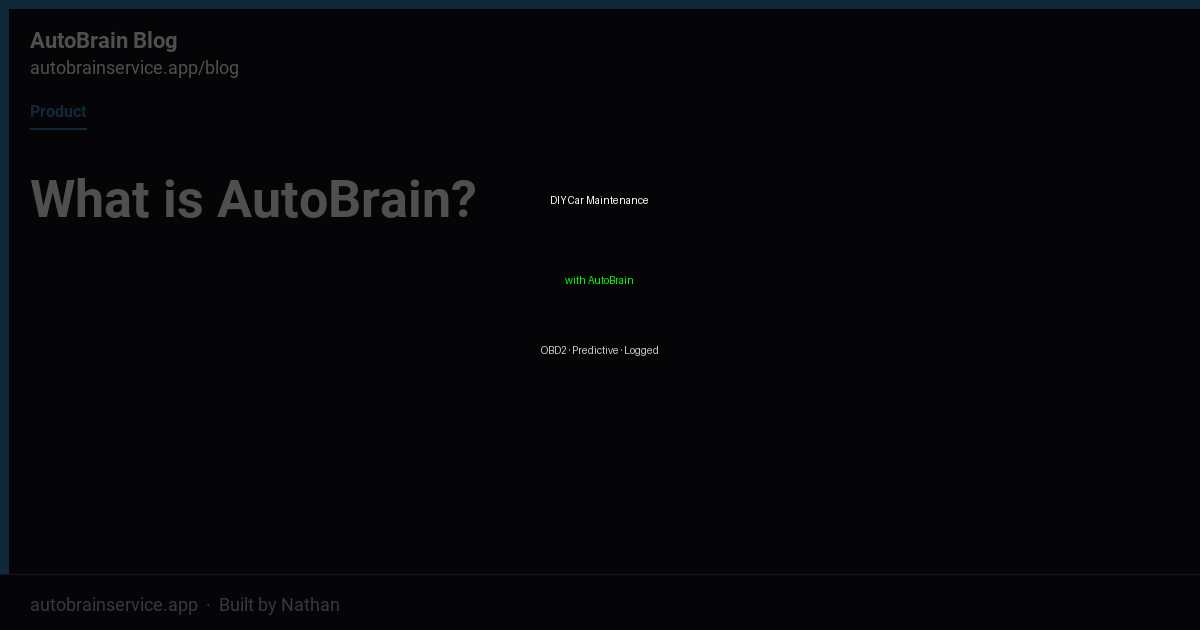 AutoBrain Blog
autobrainservice.app/blog
Product
What is AutoBrain?
DIY Car Maintenance
with AutoBrain
OBD2 · Predictive · Logged
autobrainservice.app · Built by Nathan